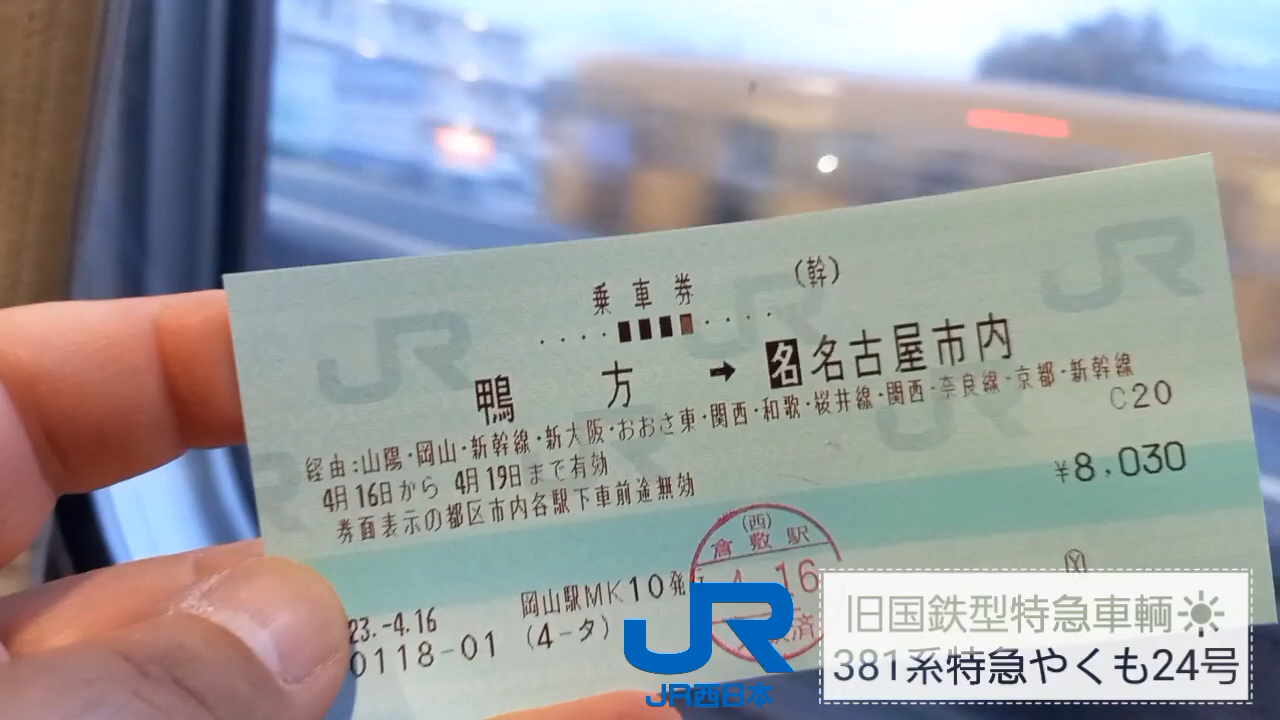 乗車券 (幹)
鴨方 → 名 名古屋市内
経由:山陽・岡山・新幹線・新大阪・おおさ東・関西・和歌・桜井線・関西・奈良線・京都・新幹線
C20
4月16日から 4月19日まで有効
¥8,030
券面表示の都区市内各駅下車前途無効
(西)
倉敷駅
4.16
済
23.-4.16 岡山駅MK10発行
0118-01 (4-タ)
JR
JR西日本
旧国鉄型特急車輌☀
381系特急やくも24号